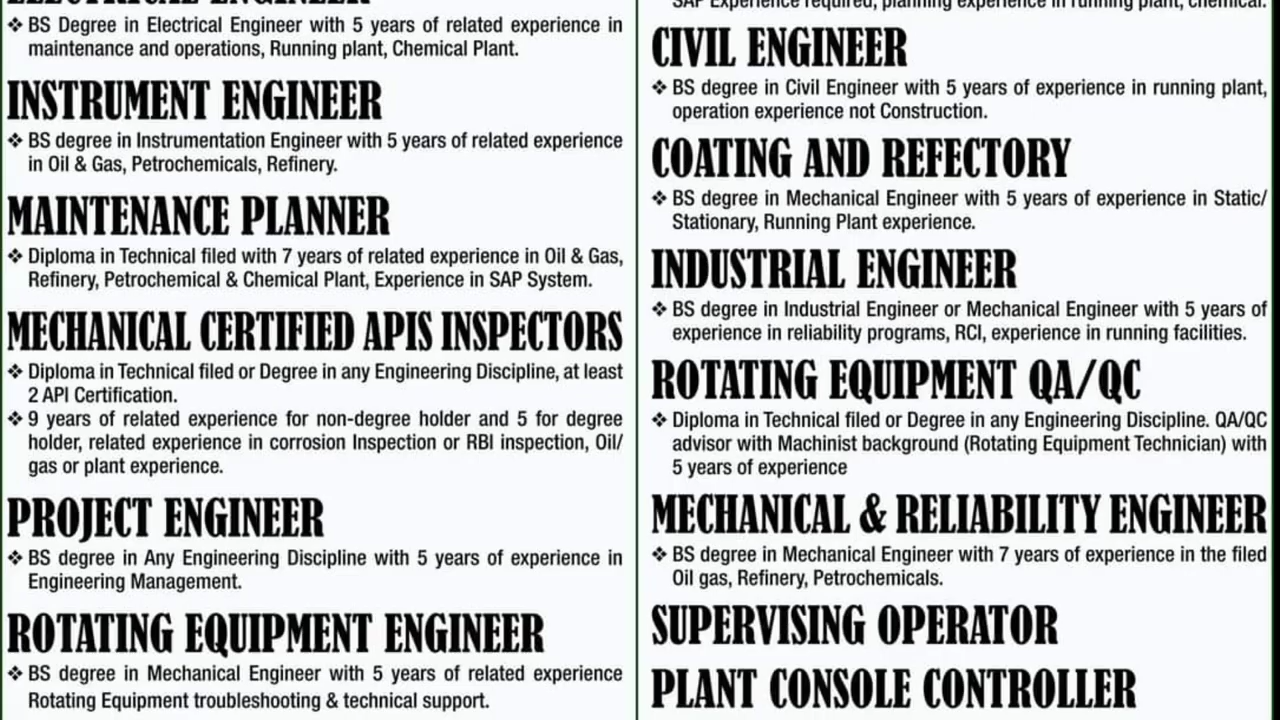 ELECTRICAL ENGINEER
❖ BS Degree in Electrical Engineer with 5 years of related experience in
maintenance and operations, Running plant, Chemical Plant.
INSTRUMENT ENGINEER
❖ BS degree in Instrumentation Engineer with 5 years of related experience
in Oil & Gas, Petrochemicals, Refinery.
MAINTENANCE PLANNER
❖ Diploma in Technical filed with 7 years of related experience in Oil & Gas,
Refinery, Petrochemical & Chemical Plant, Experience in SAP System.
MECHANICAL CERTIFIED APIS INSPECTORS
❖ Diploma in Technical filed or Degree in any Engineering Discipline, at least
2 API Certification.
❖ 9 years of related experience for non-degree holder and 5 for degree
holder, related experience in corrosion Inspection or RBI inspection, Oil/
gas or plant experience.
PROJECT ENGINEER
❖ BS degree in Any Engineering Discipline with 5 years of experience in
Engineering Management.
ROTATING EQUIPMENT ENGINEER
❖ BS degree in Mechanical Engineer with 5 years of related experience
Rotating Equipment troubleshooting & technical support.
SAP Experience required, planning experience in running plant, chemical.
CIVIL ENGINEER
❖ BS degree in Civil Engineer with 5 years of experience in running plant,
operation experience not Construction.
COATING AND REFECTORY
❖ BS degree in Mechanical Engineer with 5 years of experience in Static/
Stationary, Running Plant experience.
INDUSTRIAL ENGINEER
❖ BS degree in Industrial Engineer or Mechanical Engineer with 5 years of
experience in reliability programs, RCI, experience in running facilities.
ROTATING EQUIPMENT QA/QC
❖ Diploma in Technical filed or Degree in any Engineering Discipline. QA/QC
advisor with Machinist background (Rotating Equipment Technician) with
5 years of experience
MECHANICAL & RELIABILITY ENGINEER
❖ BS degree in Mechanical Engineer with 7 years of experience in the filed
Oil gas, Refinery, Petrochemicals.
SUPERVISING OPERATOR
PLANT CONSOLE CONTROLLER